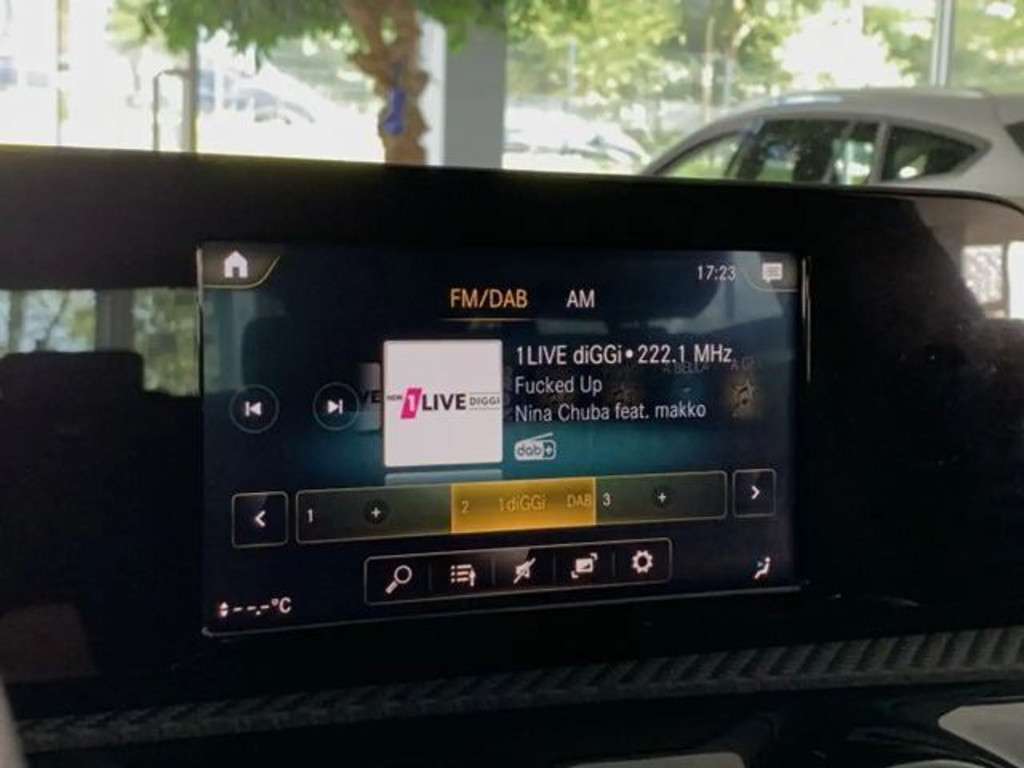 17:23
FM/DAB AM
1LIVE diGGi • 222.1 MHz
Fucked Up
Nina Chuba feat. makko
1LIVE DIGGI
dab+
1 + 2 1diGGi DAB 3 +
--,-°C